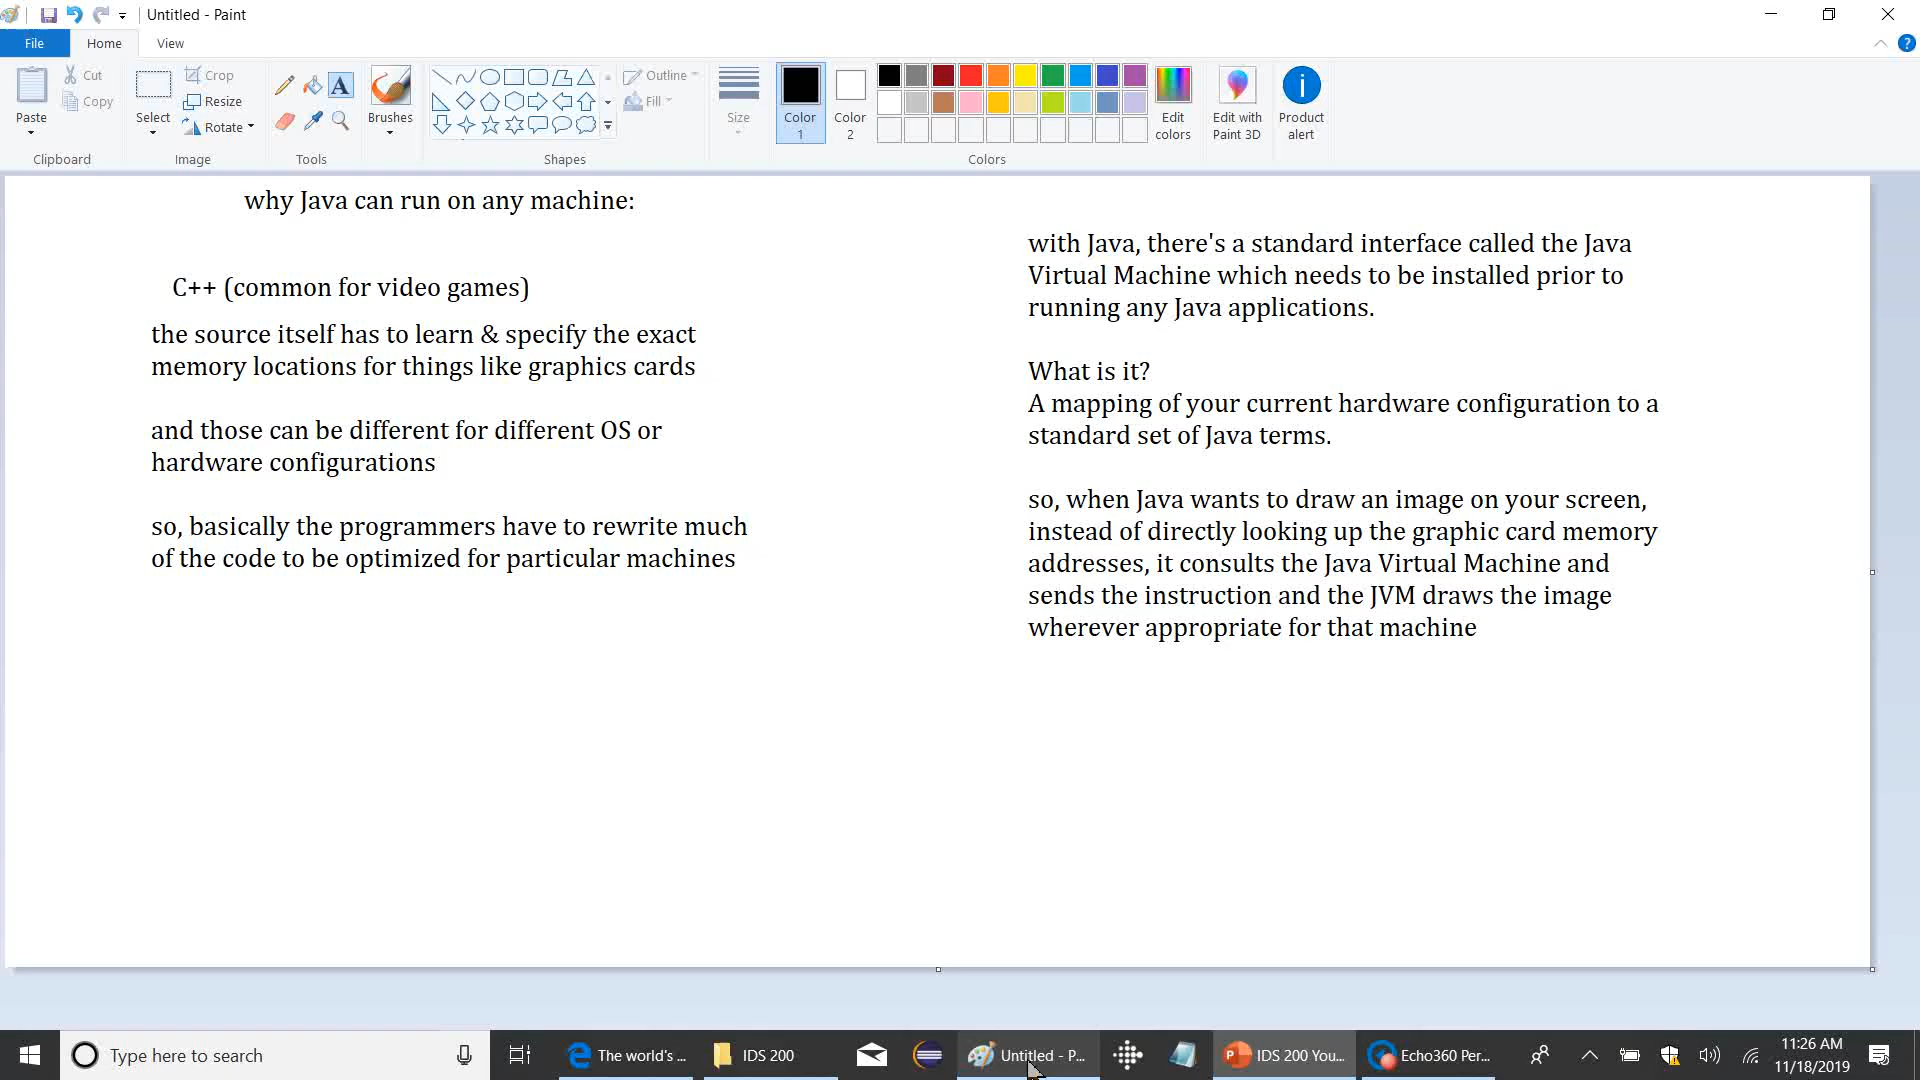 Untitled - Paint
File
Home
View
Paste
Cut
Copy
Clipboard
Select
Crop
Resize
Rotate
Image
A
Tools
Brushes
Shapes
Outline
Fill
Size
Color 1
Color 2
Colors
Edit colors
Edit with Paint 3D
Product alert
why Java can run on any machine:
C++ (common for video games)
the source itself has to learn & specify the exact
memory locations for things like graphics cards
and those can be different for different OS or
hardware configurations
so, basically the programmers have to rewrite much
of the code to be optimized for particular machines
with Java, there's a standard interface called the Java
Virtual Machine which needs to be installed prior to
running any Java applications.
What is it?
A mapping of your current hardware configuration to a
standard set of Java terms.
so, when Java wants to draw an image on your screen,
instead of directly looking up the graphic card memory
addresses, it consults the Java Virtual Machine and
sends the instruction and the JVM draws the image
wherever appropriate for that machine
Type here to search
The world's ...
IDS 200
Untitled - P...
IDS 200 You...
Echo360 Per...
11:26 AM
11/18/2019